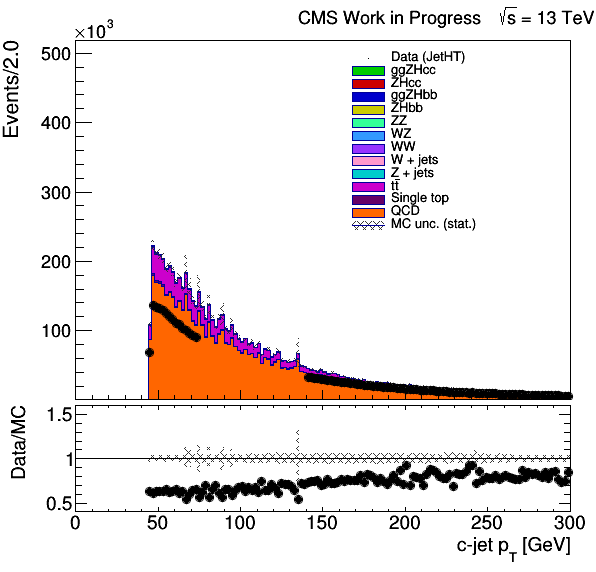 CMS Work in Progress √s = 13 TeV
×10³
Events/2.0
500
400
300
200
100
Data (JetHT)
ggZHcc
ZHcc
ggZHbb
ZHbb
ZZ
WZ
WW
W + jets
Z + jets
tt̄
Single top
QCD
MC unc. (stat.)
Data/MC
1.5
1
0.5
0 50 100 150 200 250 300
c-jet p_T [GeV]